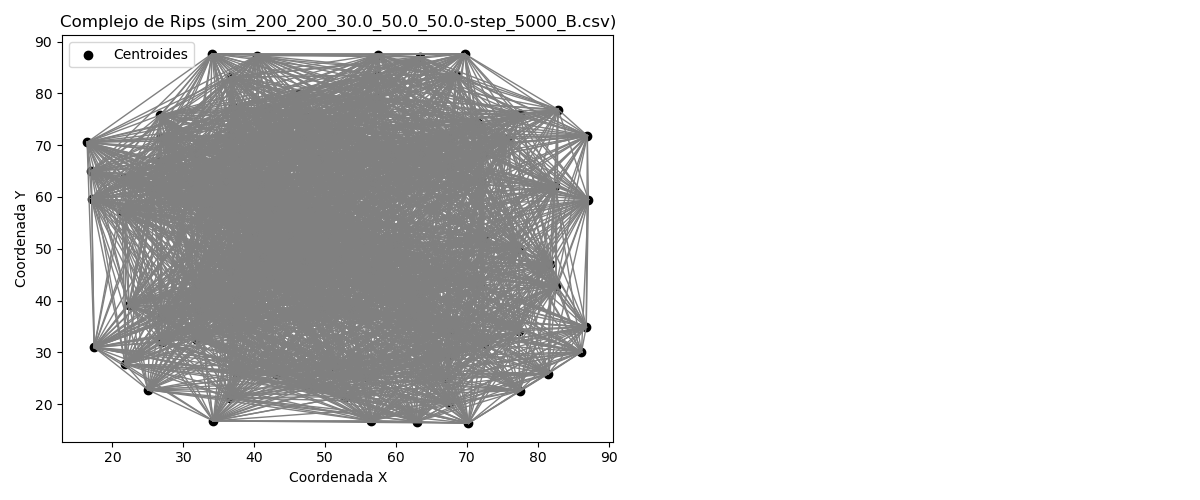 Complejo de Rips (sim_200_200_30.0_50.0_50.0-step_5000_B.csv)
Centroides
90
80
70
60
50
40
30
20
Coordenada Y
20 30 40 50 60 70 80 90
Coordenada X